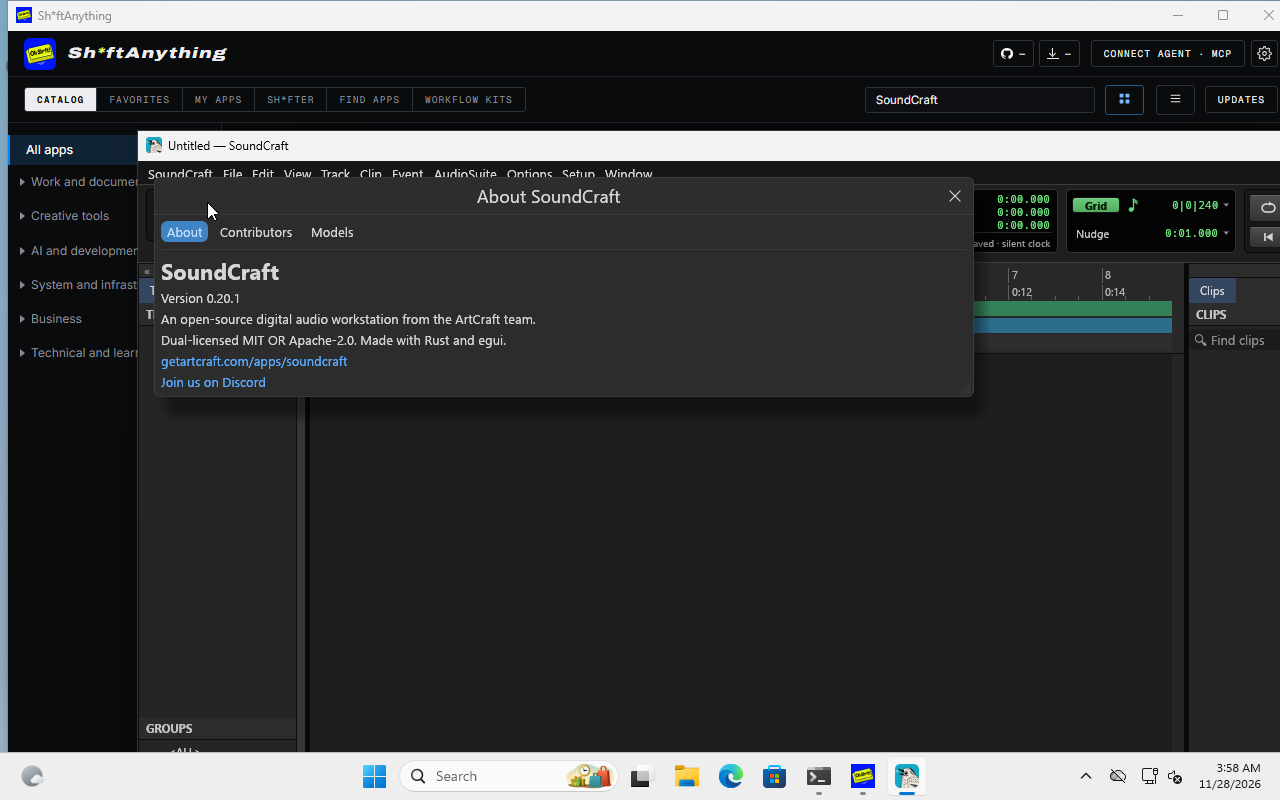 Sh*ftAnything
Oh Sh*ft!
Sh*ftAnything
–
–
CONNECT AGENT · MCP
CATALOG
FAVORITES
MY APPS
SH*FTER
FIND APPS
WORKFLOW KITS
SoundCraft
UPDATES
All apps
Work and documen
Creative tools
AI and developmen
System and infrast
Business
Technical and learn
Untitled — SoundCraft
SoundCraft File Edit View Track Clip Event AudioSuite Options Setup Window
About SoundCraft
About Contributors Models
SoundCraft
Version 0.20.1
An open-source digital audio workstation from the ArtCraft team.
Dual-licensed MIT OR Apache-2.0. Made with Rust and egui.
getartcraft.com/apps/soundcraft
Join us on Discord
0:00.000
0:00.000
0:00.000
aved · silent clock
Grid
0|0|240
Nudge
0:01.000
«
7
8
0:12
0:14
Clips
CLIPS
Find clips
GROUPS
Search
3:58 AM
11/28/2026